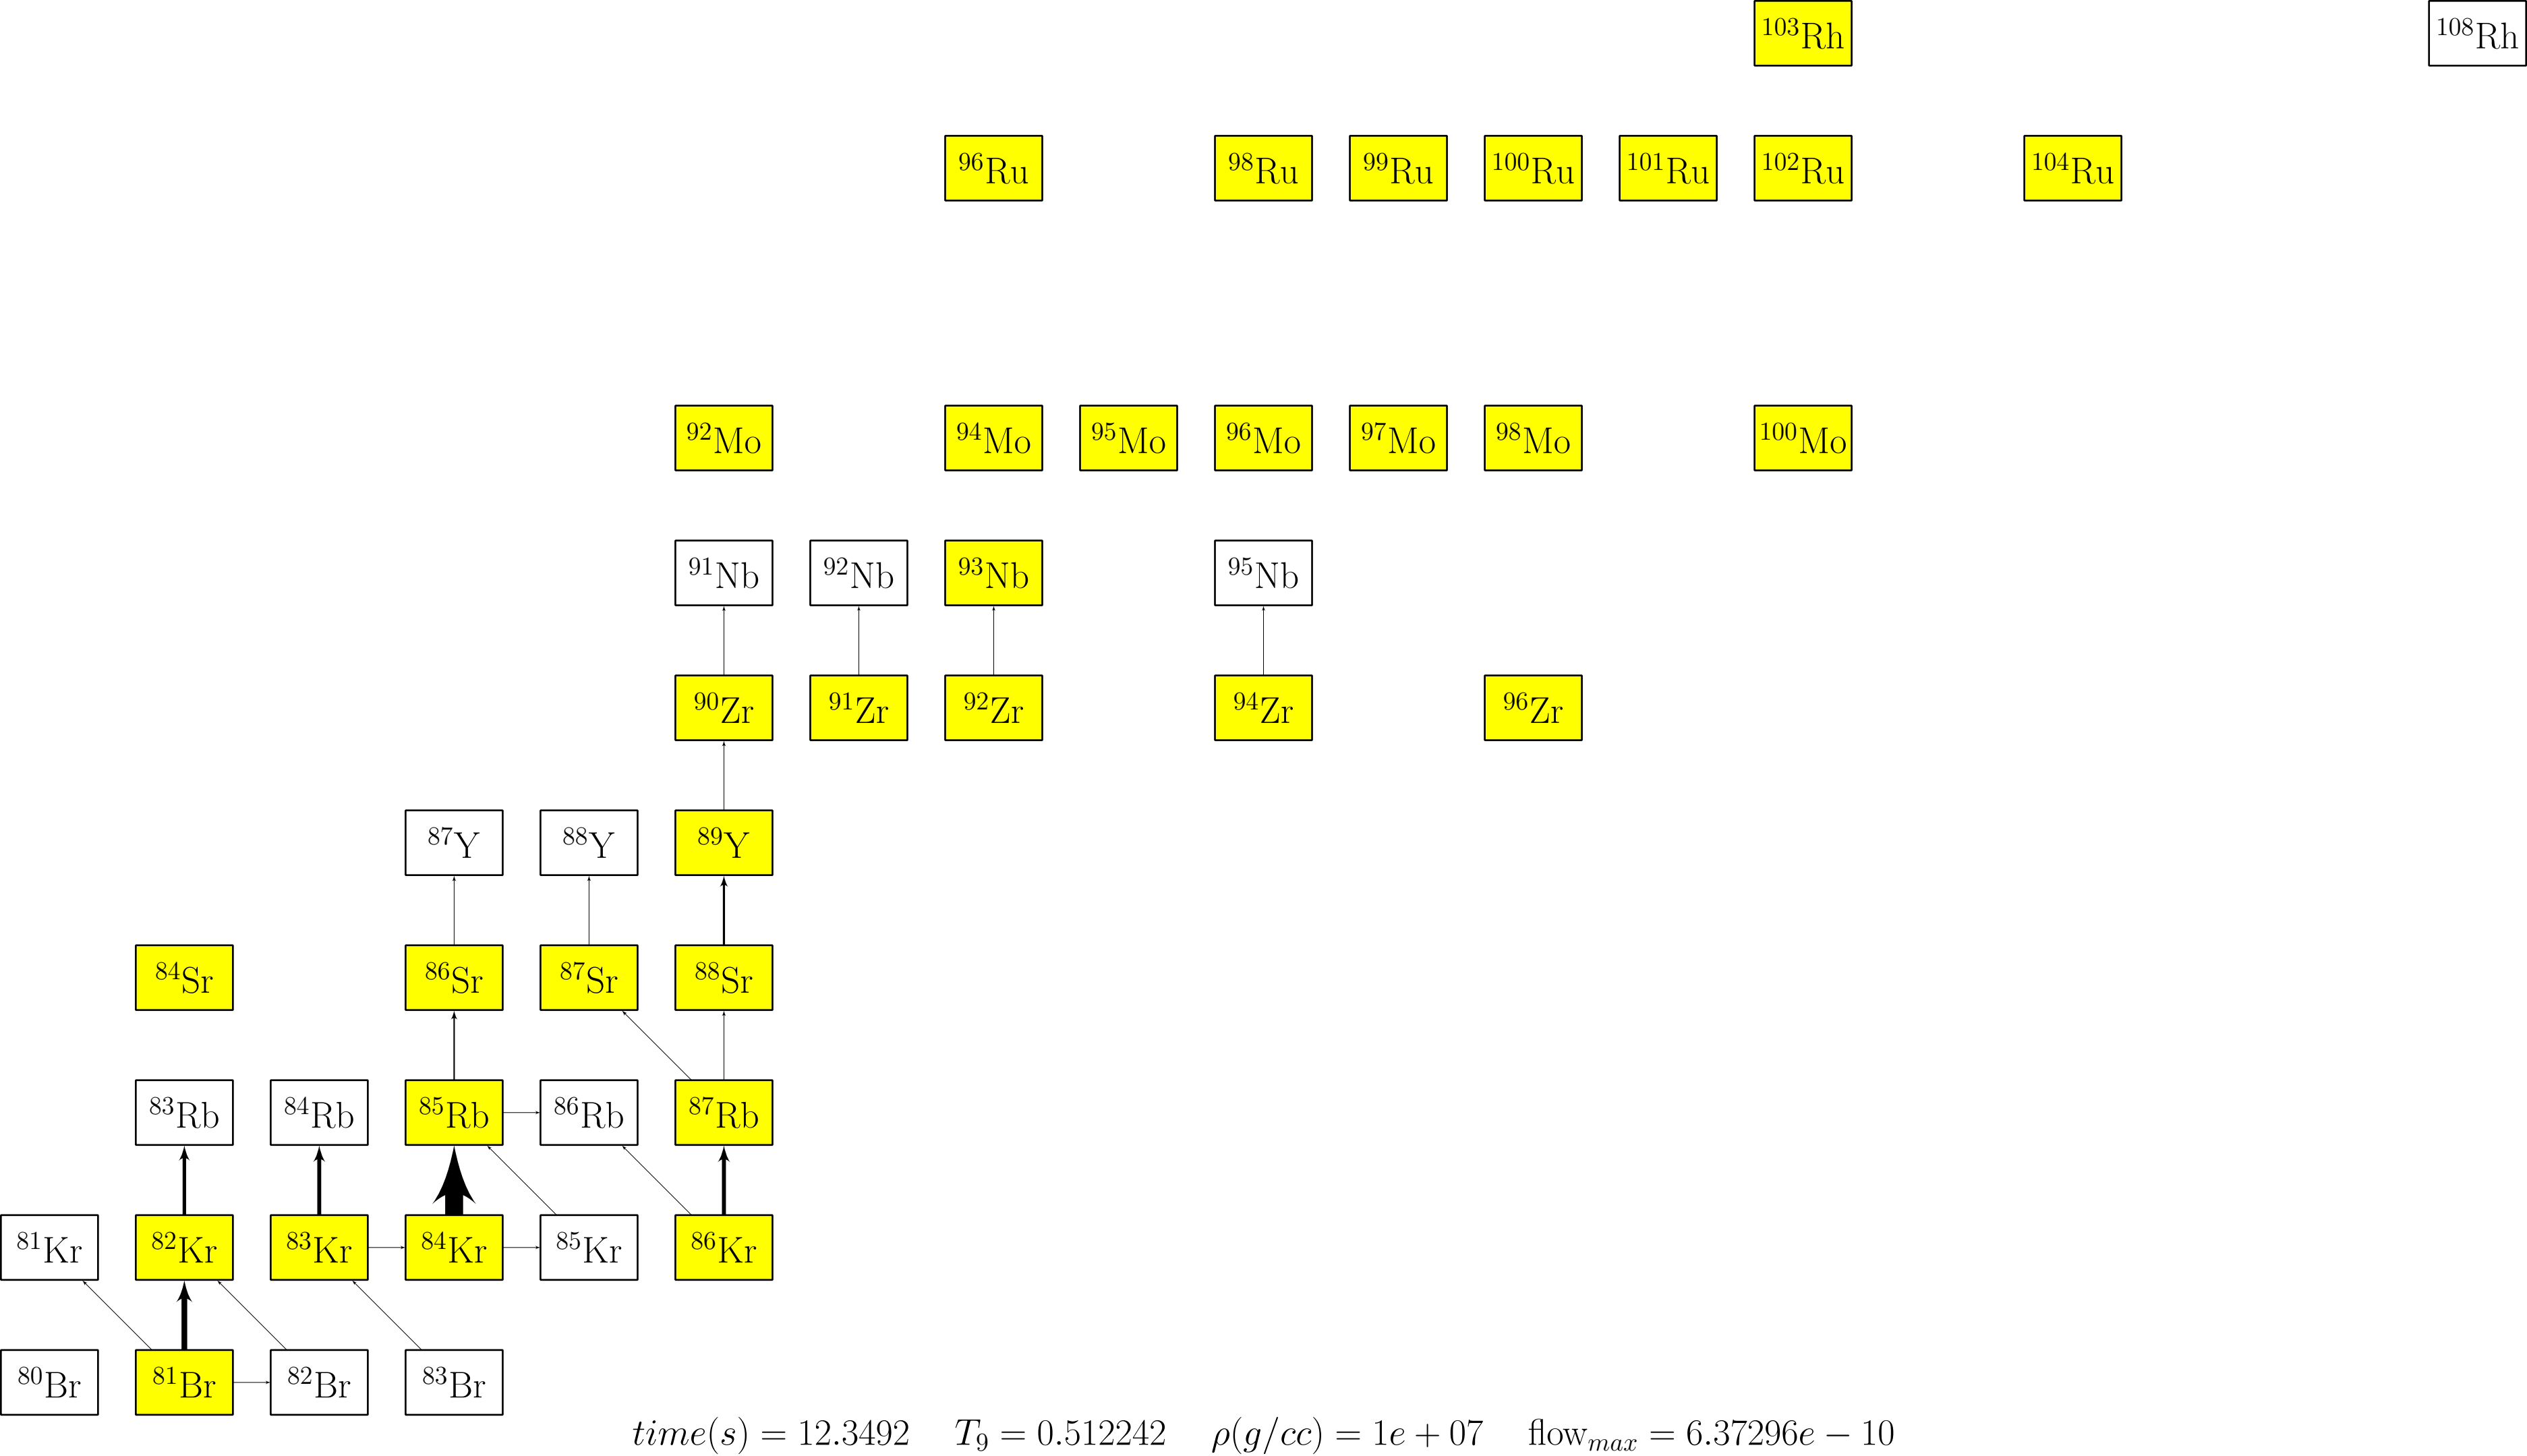 ¹⁰³Rh ¹⁰⁸Rh
⁹⁶Ru ⁹⁸Ru ⁹⁹Ru ¹⁰⁰Ru ¹⁰¹Ru ¹⁰²Ru ¹⁰⁴Ru
⁹²Mo ⁹⁴Mo ⁹⁵Mo ⁹⁶Mo ⁹⁷Mo ⁹⁸Mo ¹⁰⁰Mo
⁹¹Nb ⁹²Nb ⁹³Nb ⁹⁵Nb
⁹⁰Zr ⁹¹Zr ⁹²Zr ⁹⁴Zr ⁹⁶Zr
⁸⁷Y ⁸⁸Y ⁸⁹Y
⁸⁴Sr ⁸⁶Sr ⁸⁷Sr ⁸⁸Sr
⁸³Rb ⁸⁴Rb ⁸⁵Rb ⁸⁶Rb ⁸⁷Rb
⁸¹Kr ⁸²Kr ⁸³Kr ⁸⁴Kr ⁸⁵Kr ⁸⁶Kr
⁸⁰Br ⁸¹Br ⁸²Br ⁸³Br
time(s) = 12.3492 T₉ = 0.512242 ρ(g/cc) = 1e + 07 flowₘₐₓ = 6.37296e − 10